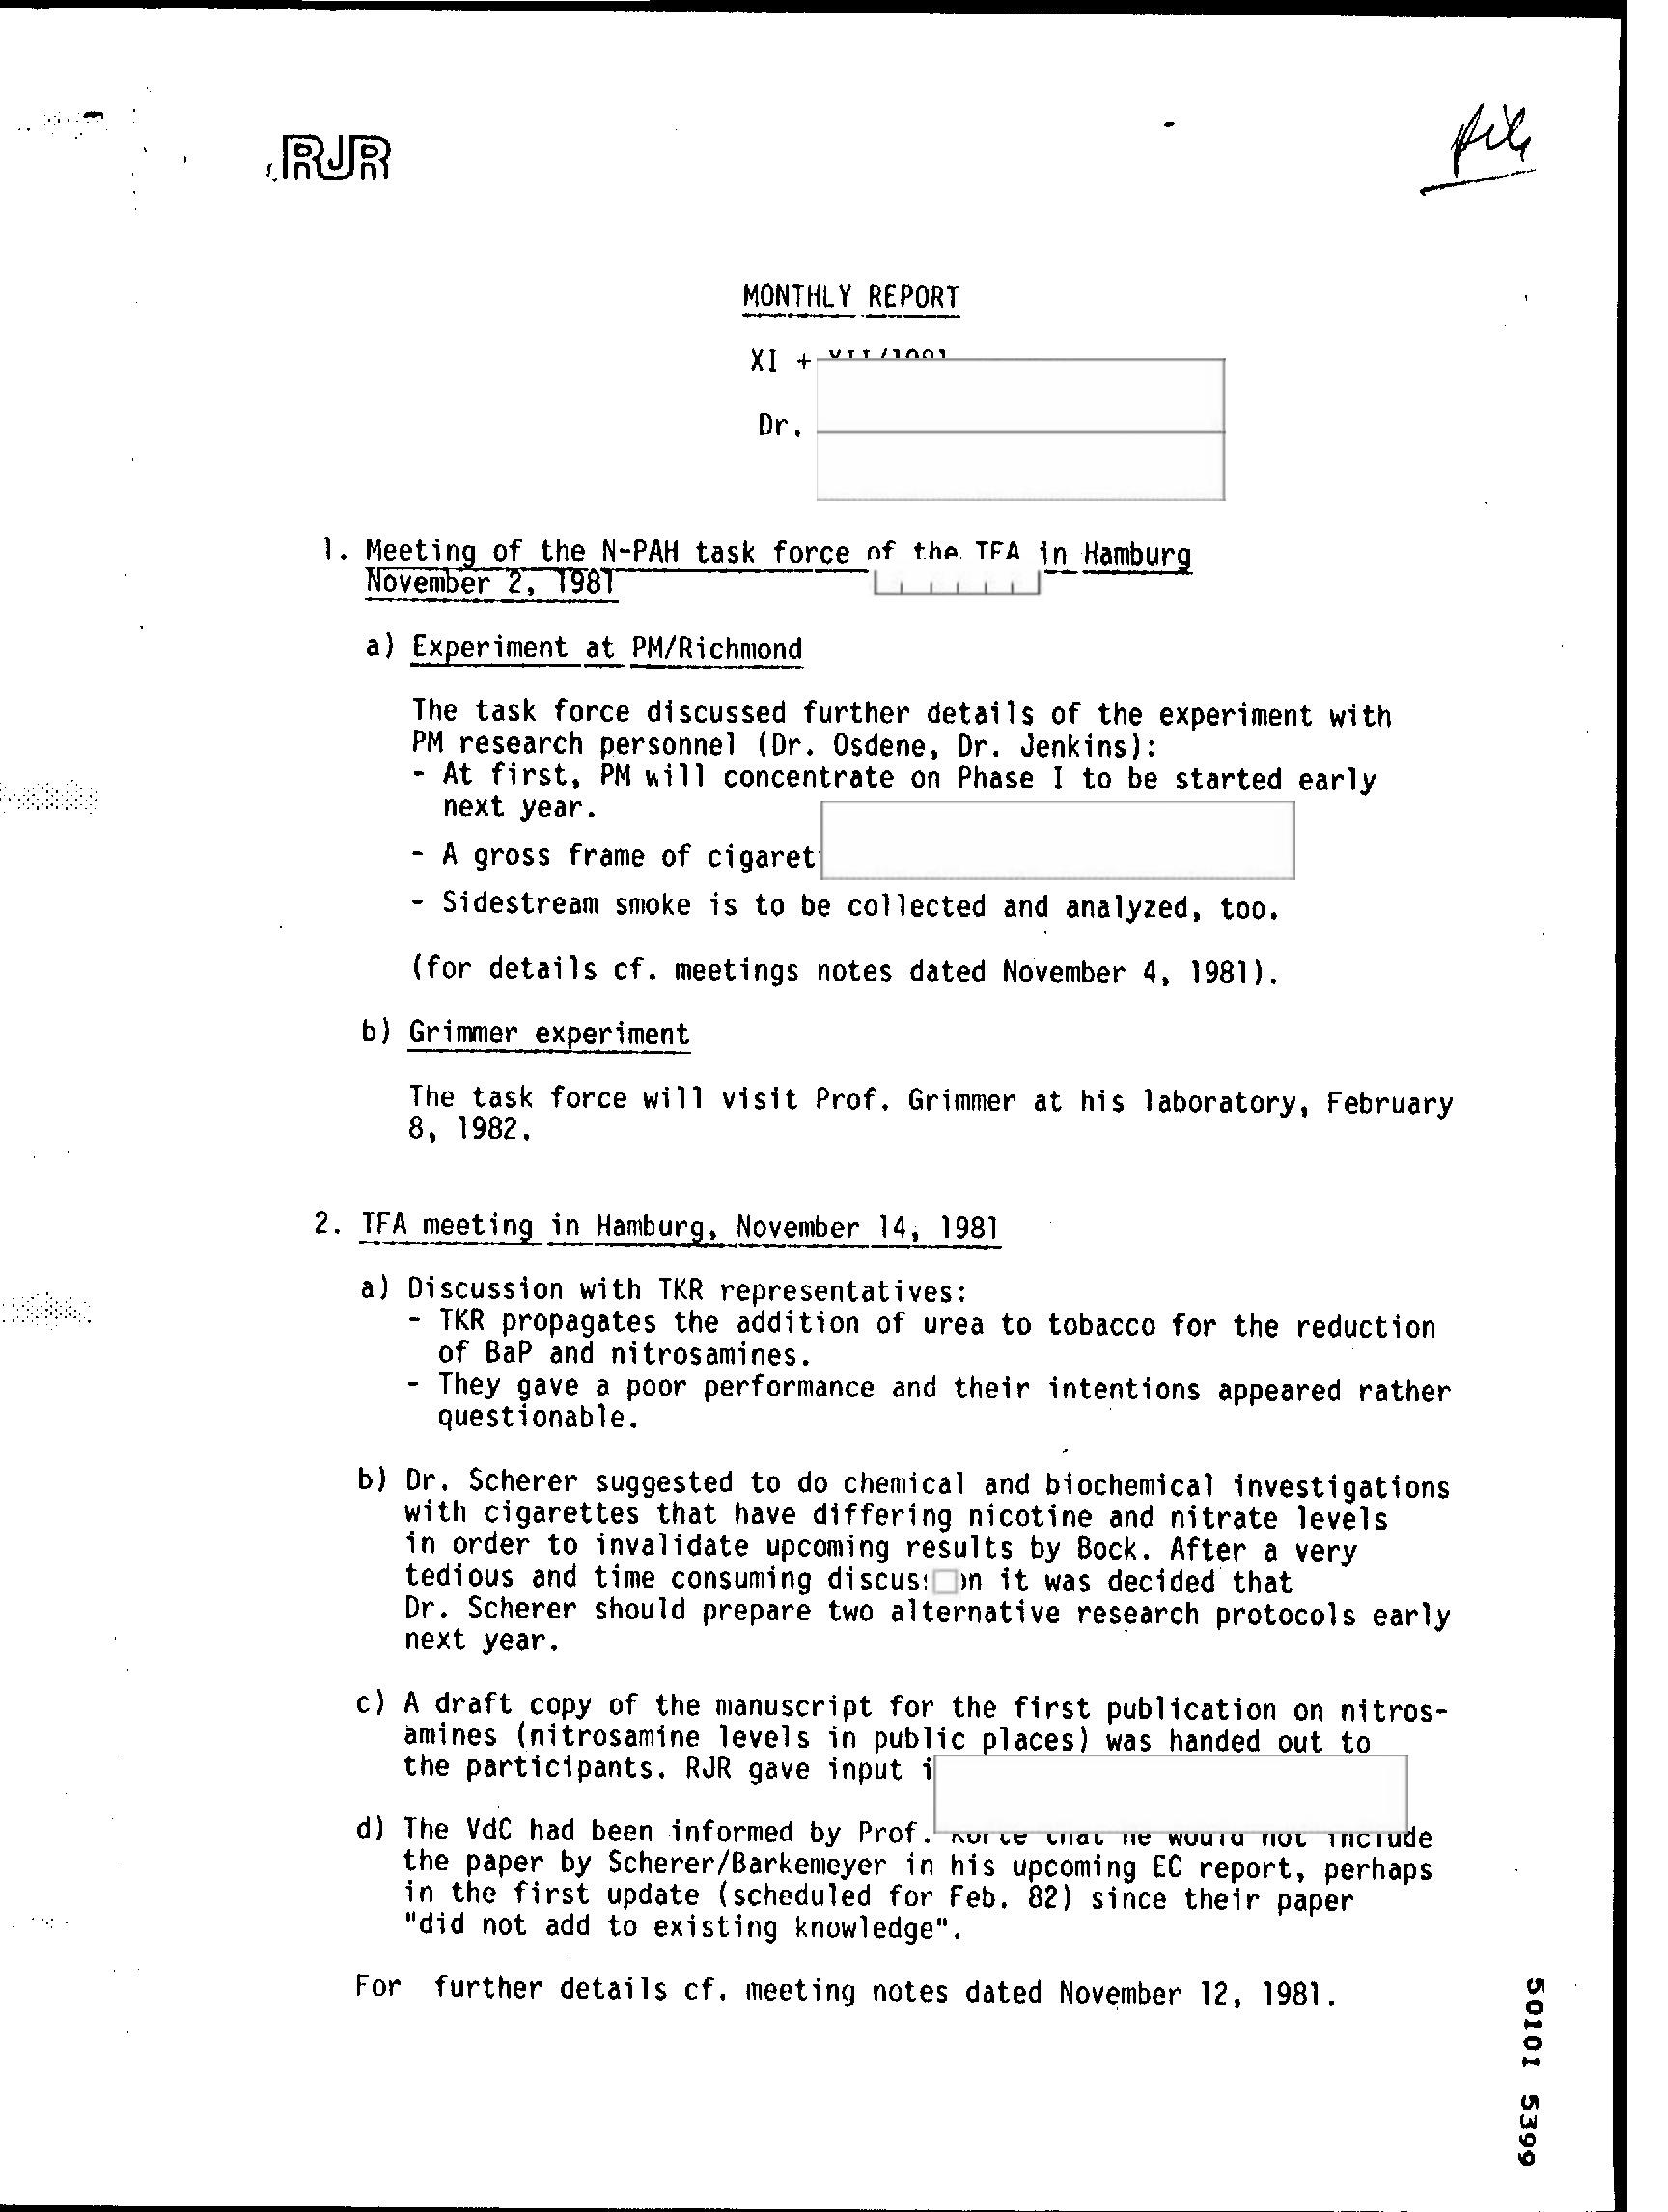 RJR
file
MONTHLY REPORT
XI +
Dr.
1. Meeting of the N-PAH task force of the TFA in Hamburg
November 2, 1981
a) Experiment at PM/Richmond
The task force discussed further details of the experiment with
PM research personnel (Dr. Osdene, Dr. Jenkins):
- At first, PM will concentrate on Phase I to be started early
next year.
- A gross frame of cigaret
- Sidestream smoke is to be collected and analyzed, too.
(for details cf. meetings notes dated November 4, 1981).
b) Grimmer experiment
The task force will visit Prof. Grimmer at his laboratory, February
8, 1982.
2. TFA meeting in Hamburg, November 14, 1981
a) Discussion with TKR representatives:
- TKR propagates the addition of urea to tobacco for the reduction
of BaP and nitrosamines.
- They gave a poor performance and their intentions appeared rather
questionable.
b) Dr. Scherer suggested to do chemical and biochemical investigations
with cigarettes that have differing nicotine and nitrate levels
in order to invalidate upcoming results by Bock. After a very
tedious and time consuming it was decided that
Dr. Scherer should prepare two alternative research protocols early
next year.
c) A draft copy of the manuscript for the first publication on nitros-
amines (nitrosamine levels in public places) was handed out to
the participants. RJR gave input
d) The VdC had been informed by Prof. that he would not include
the paper by Scherer/Barkemeyer in his upcoming EC report, perhaps
in the first update (scheduled for Feb. 82) since their paper
"did not add to existing knowledge".
For further details cf. meeting notes dated November 12, 1981.
50101 5399